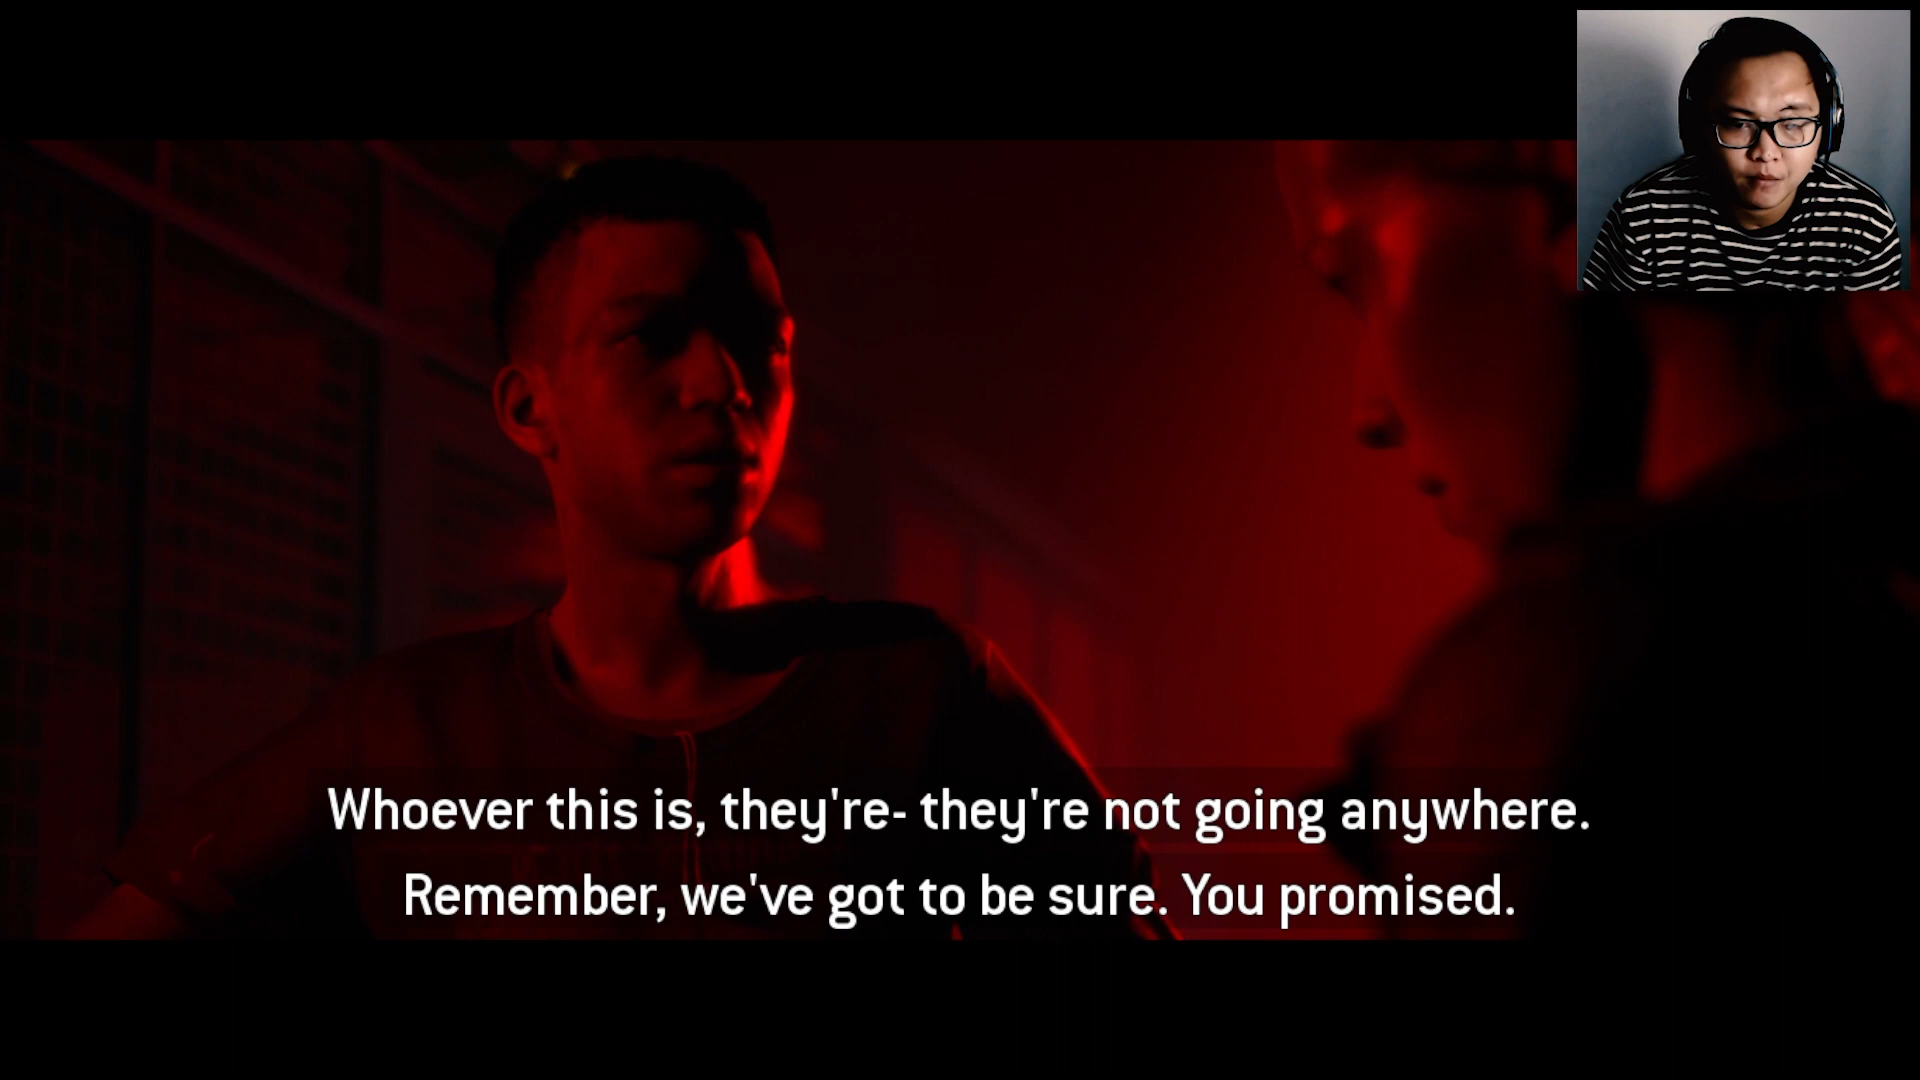 Whoever this is, they're- they're not going anywhere.
Remember, we've got to be sure. You promised.